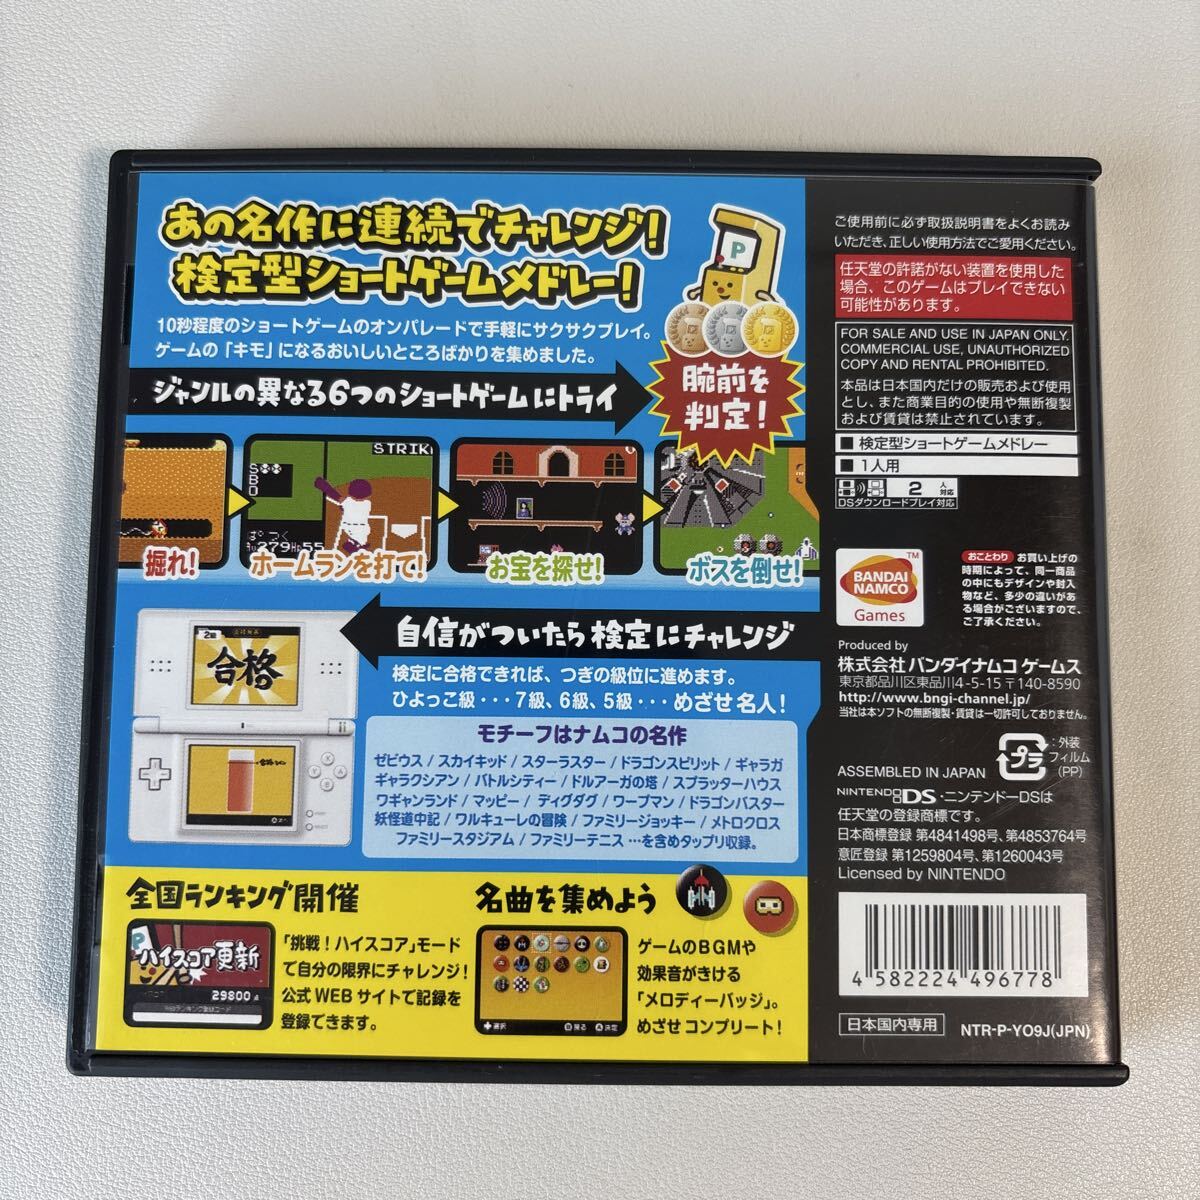 あの名作に連続でチャレンジ!
検定型ショートゲームメドレー!
10秒程度のショートゲームのオンパレードで手軽にサクサクプレイ。
ゲームの「キモ」になるおいしいところばかりを集めました。
ジャンルの異なる6つのショートゲームにトライ
P
腕前を
判定!
STRIK
S
B
O
279
55
掘れ!
ホームランを打て!
お宝を探せ!
ボスを倒せ!
2級
合格
自信がついたら検定にチャレンジ
検定に合格できれば、つぎの級位に進めます。
ひよっこ級・・・7級、6級、5級・・・めざせ名人!
モチーフはナムコの名作
ゼビウス / スカイキッド / スターラスター / ドラゴンスピリット / ギャラガ
ギャラクシアン / バトルシティー / ドルアーガの塔 / スプラッターハウス
ワギャンランド / マッピー / ディグダグ / ワープマン / ドラゴンバスター
妖怪道中記 / ワルキューレの冒険 / ファミリージョッキー / メトロクロス
ファミリースタジアム / ファミリーテニス …を含めタップリ収録。
全国ランキング開催
P
ハイスコア更新
29800点
「挑戦!ハイスコア」モード
で自分の限界にチャレンジ!
公式WEBサイトで記録を
登録できます。
名曲を集めよう
選択
戻る
決定
ゲームのBGMや
効果音がきける
「メロディーバッジ」。
めざせコンプリート!
ご使用前に必ず取扱説明書をよくお読み
いただき、正しい使用方法でご愛用ください。
任天堂の許諾がない装置を使用した
場合、このゲームはプレイできない
可能性があります。
FOR SALE AND USE IN JAPAN ONLY.
COMMERCIAL USE, UNAUTHORIZED
COPY AND RENTAL PROHIBITED.
本品は日本国内だけの販売および使用
とし、また商業目的の使用や無断複製
および賃貸は禁止されています。
■ 検定型ショートゲームメドレー
■ 1人用
2 人対応
DSダウンロードプレイ対応
BANDAI
NAMCO
Games
TM
おことわり お買い上げの
時期によって、同一商品
の中にもデザインや封入
物など、多少の違いがあ
る場合がございますので、
ご了承ください。
Produced by
株式会社 バンダイナムコ ゲームス
東京都品川区東品川4-5-15 〒140-8590
http://www.bngi-channel.jp/
当社は本ソフトの無断複製・賃貸は一切許可しておりません。
プラ
:外装
フィルム
(PP)
ASSEMBLED IN JAPAN
NINTENDO DS・ニンテンドーDSは
任天堂の登録商標です。
日本商標登録 第4841498号、第4853764号
意匠登録 第1259804号、第1260043号
Licensed by NINTENDO
4 582224 496778
日本国内専用
NTR-P-YO9J(JPN)